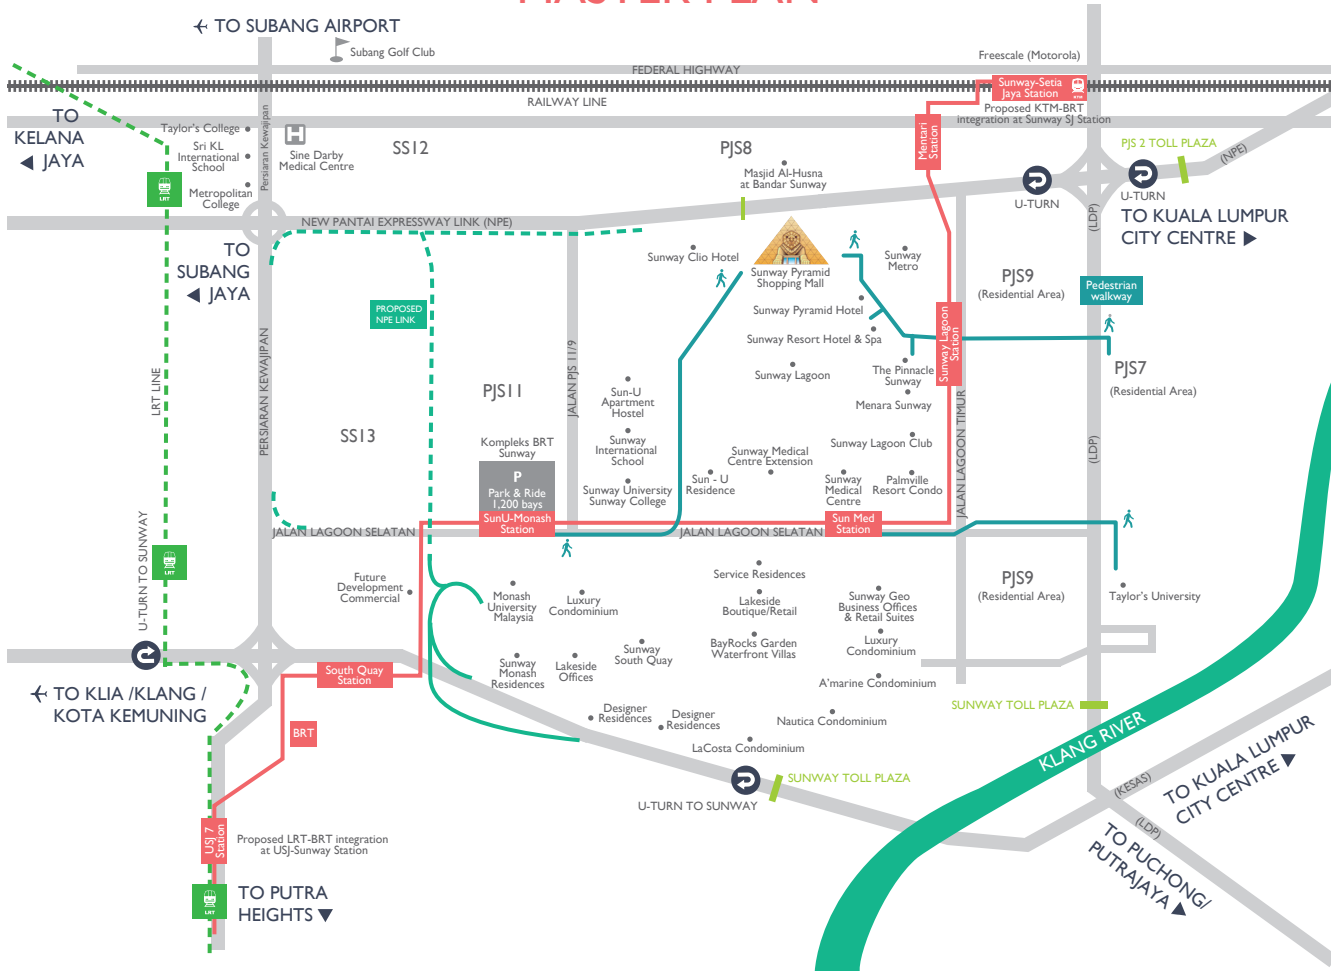 MASTER PLAN
TO SUBANG AIRPORT
Subang Golf Club
Freescale (Motorola)
FEDERAL HIGHWAY
RAILWAY LINE
Sunway-Setia
Jaya Station
KTM
Proposed KTM-BRT
integration at Sunway SJ Station
TO
KELANA
◄ JAYA
Taylor's College
Sri KL
International
School
Metropolitan
College
LRT
Persiaran Kewajipan
H
Sine Darby
Medical Centre
SS12
PJS8
Masjid Al-Husna
at Bandar Sunway
Mentari
Station
PJS 2 TOLL PLAZA
(NPE)
U-TURN
U-TURN
(LDP)
TO KUALA LUMPUR
CITY CENTRE ►
NEW PANTAI EXPRESSWAY LINK (NPE)
TO
SUBANG
◄ JAYA
Sunway Clio Hotel
Sunway Pyramid
Shopping Mall
Sunway
Metro
PJS9
(Residential Area)
Pedestrian
walkway
PROPOSED
NPE LINK
Sunway Pyramid Hotel
Sunway Resort Hotel & Spa
Sunway Lagoon
Station
Sunway Lagoon
The Pinnacle
Sunway
Menara Sunway
PJS7
(Residential Area)
LRT LINE
PERSIARAN KEWAJIPAN
JALAN PJS 11/9
PJS11
Sun-U
Apartment
Hostel
SS13
Kompleks BRT
Sunway
P
Park & Ride
1,200 bays
SunU-Monash
Station
Sunway
International
School
Sunway University
Sunway College
Sunway Medical
Centre Extension
Sun - U
Residence
Sunway Lagoon Club
Sunway
Medical
Centre
Palmville
Resort Condo
JALAN LAGOON TIMUR
(LDP)
Sun Med
Station
JALAN LAGOON SELATAN
JALAN LAGOON SELATAN
U-TURN TO SUNWAY
LRT
Future
Development
Commercial
Monash
University
Malaysia
Luxury
Condominium
Service Residences
Lakeside
Boutique/Retail
Sunway Geo
Business Offices
& Retail Suites
PJS9
(Residential Area)
Taylor's University
BayRocks Garden
Waterfront Villas
Luxury
Condominium
Sunway
South Quay
Sunway
Monash
Residences
Lakeside
Offices
South Quay
Station
A'marine Condominium
TO KLIA /KLANG /
KOTA KEMUNING
Designer
Residences
Designer
Residences
Nautica Condominium
LaCosta Condominium
SUNWAY TOLL PLAZA
BRT
KLANG RIVER
SUNWAY TOLL PLAZA
U-TURN TO SUNWAY
(KESAS)
TO KUALA LUMPUR
CITY CENTRE ►
(LDP)
TO PUCHONG/
PUTRAJAYA ►
USJ 7
Station
Proposed LRT-BRT integration
at USJ-Sunway Station
LRT
TO PUTRA
HEIGHTS ▼